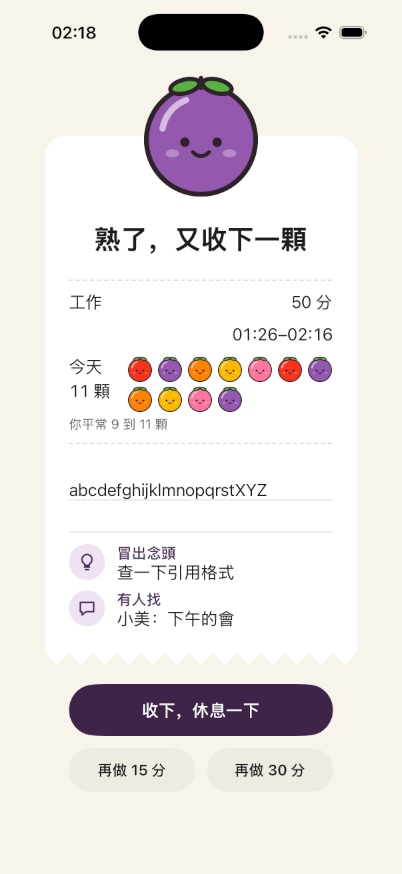 02:18
熟了，又收下一顆
工作 50 分
01:26–02:16
今天
11 顆
你平常 9 到 11 顆
abcdefghijklmnopqrstXYZ
冒出念頭
查一下引用格式
有人找
小美：下午的會
收下，休息一下
再做 15 分 再做 30 分